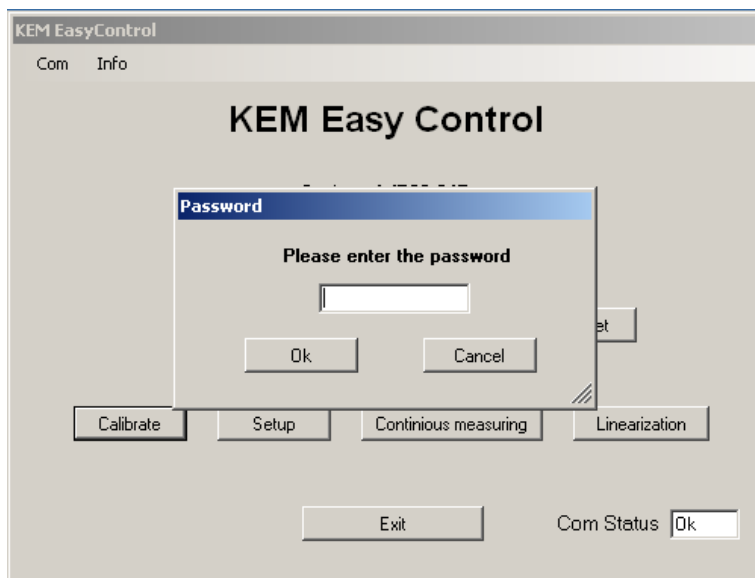 KEM EasyControl
Com Info
KEM Easy Control
Password
Please enter the password
et
Ok Cancel
Calibrate Setup Continious measuring Linearization
Exit Com Status Ok